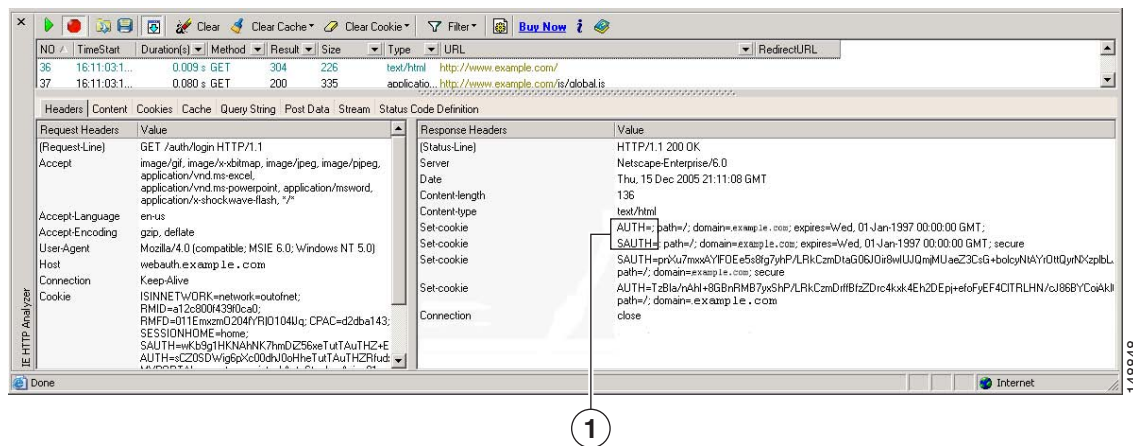 Clear Clear Cache Clear Cookie Filter Buy Now
NO TimeStart Duration(s) Method Result Size Type URL RedirectURL
36 16:11:03:1... 0.009 s GET 304 226 text/html http://www.example.com/
37 16:11:03:1... 0.080 s GET 200 335 applicatio... http://www.example.com/is/global.is
Headers Content Cookies Cache Query String Post Data Stream Status Code Definition
Request Headers Value
(Request-Line) GET /auth/login HTTP/1.1
Accept image/gif, image/x-xbitmap, image/jpeg, image/pjpeg,
application/vnd.ms-excel,
application/vnd.ms-powerpoint, application/msword,
application/x-shockwave-flash, */*
Accept-Language en-us
Accept-Encoding gzip, deflate
User-Agent Mozilla/4.0 (compatible; MSIE 6.0; Windows NT 5.0)
Host webauth.example.com
Connection Keep-Alive
Cookie ISINNETWORK=network=outofnet;
RMID=a12c800f439f0ca0;
CPAC=d2dba143;
SESSIONHOME=home;
Response Headers Value
(Status-Line) HTTP/1.1 200 OK
Server Netscape-Enterprise/6.0
Date Thu, 15 Dec 2005 21:11:08 GMT
Content-length 136
Content-type text/html
Set-cookie AUTH=; path=/; domain=.example.com; expires=Wed, 01-Jan-1997 00:00:00 GMT;
Set-cookie SAUTH=; path=/; domain=.example.com; expires=Wed, 01-Jan-1997 00:00:00 GMT; secure
Set-cookie
path=/; domain=.example.com; secure
Set-cookie
path=/; domain=.example.com
Connection close
IE HTTP Analyzer
Done Internet
148848
1